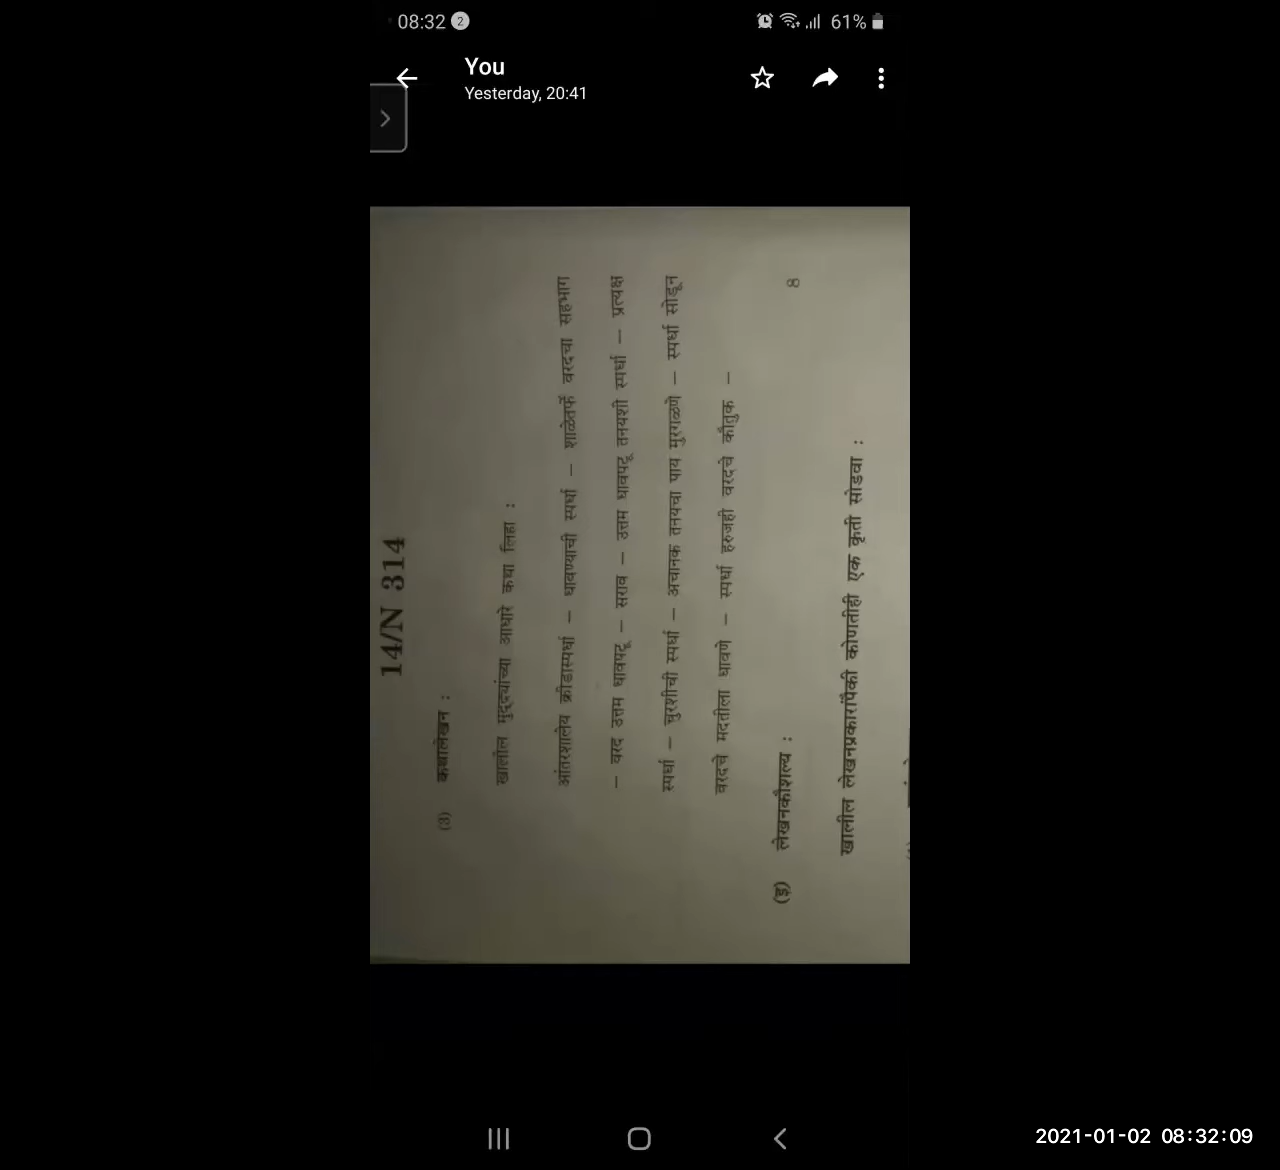 08:32 2 61%
You
Yesterday, 20:41
14/N 314
(3) कथालेखन :
खालील मुद्द्यांच्या आधारे कथा लिहा :
आंतरशालेय क्रीडास्पर्धा – धावण्याची स्पर्धा – शाळेतर्फे वरदचा सहभाग
– वरद उत्तम धावपटू – सराव – उत्तम धावपटू तनयशी स्पर्धा – प्रत्यक्ष
स्पर्धा – चुरशीची स्पर्धा – अचानक तनयचा पाय मुरगळणे – स्पर्धा सोडून
वरदचे मदतीला धावणे – स्पर्धा हरूनही वरदचे कौतुक –
(इ) लेखनकौशल्य : 8
खालील लेखनप्रकारांपैकी कोणतीही एक कृती सोडवा :
2021-01-02 08:32:09